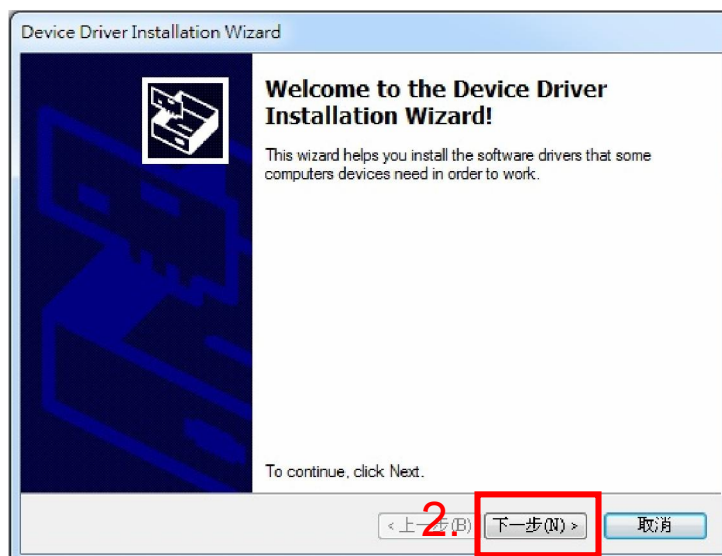 Device Driver Installation Wizard
Welcome to the Device Driver
Installation Wizard!
This wizard helps you install the software drivers that some
computers devices need in order to work.
To continue, click Next.
<上一步(B)
2.
下一步(N) >
取消